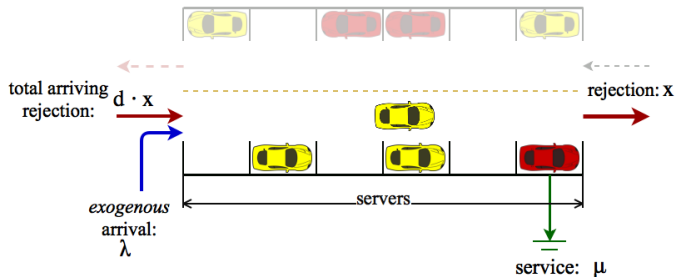 total arriving
rejection:
d · x
rejection: x
servers
exogenous
arrival:
λ
service: μ